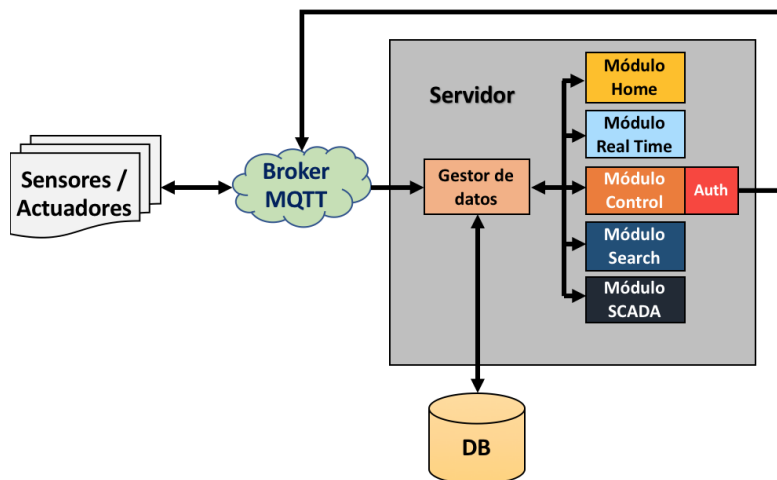 Servidor
Módulo
Home
Módulo
Real Time
Sensores /
Actuadores
Broker
MQTT
Gestor de
datos
Módulo
Control
Auth
Módulo
Search
Módulo
SCADA
DB